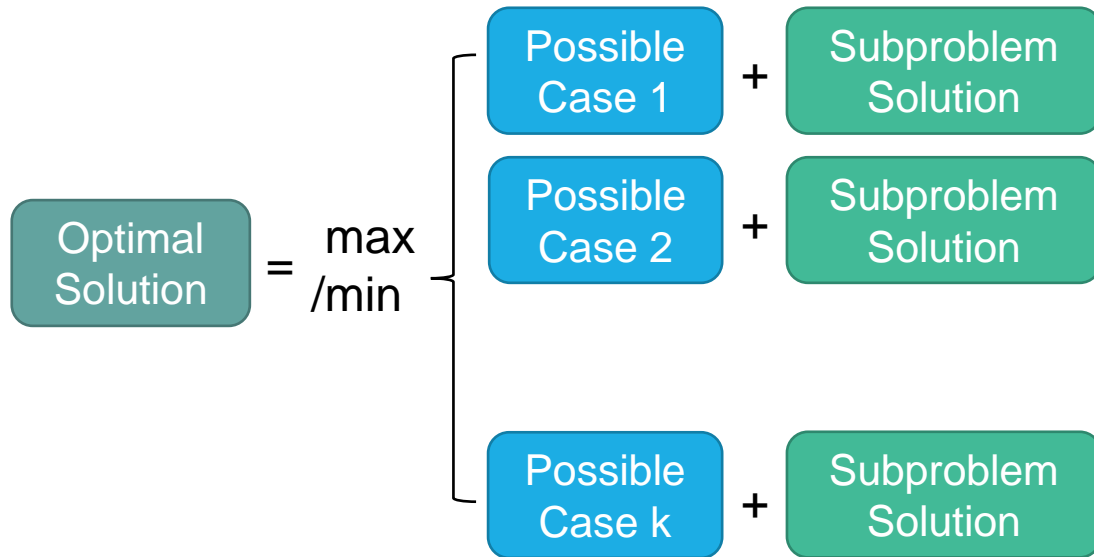 Possible
Case 1
+
Subproblem
Solution
Possible
Case 2
+
Subproblem
Solution
Optimal
Solution
=
max
/min
Possible
Case k
+
Subproblem
Solution